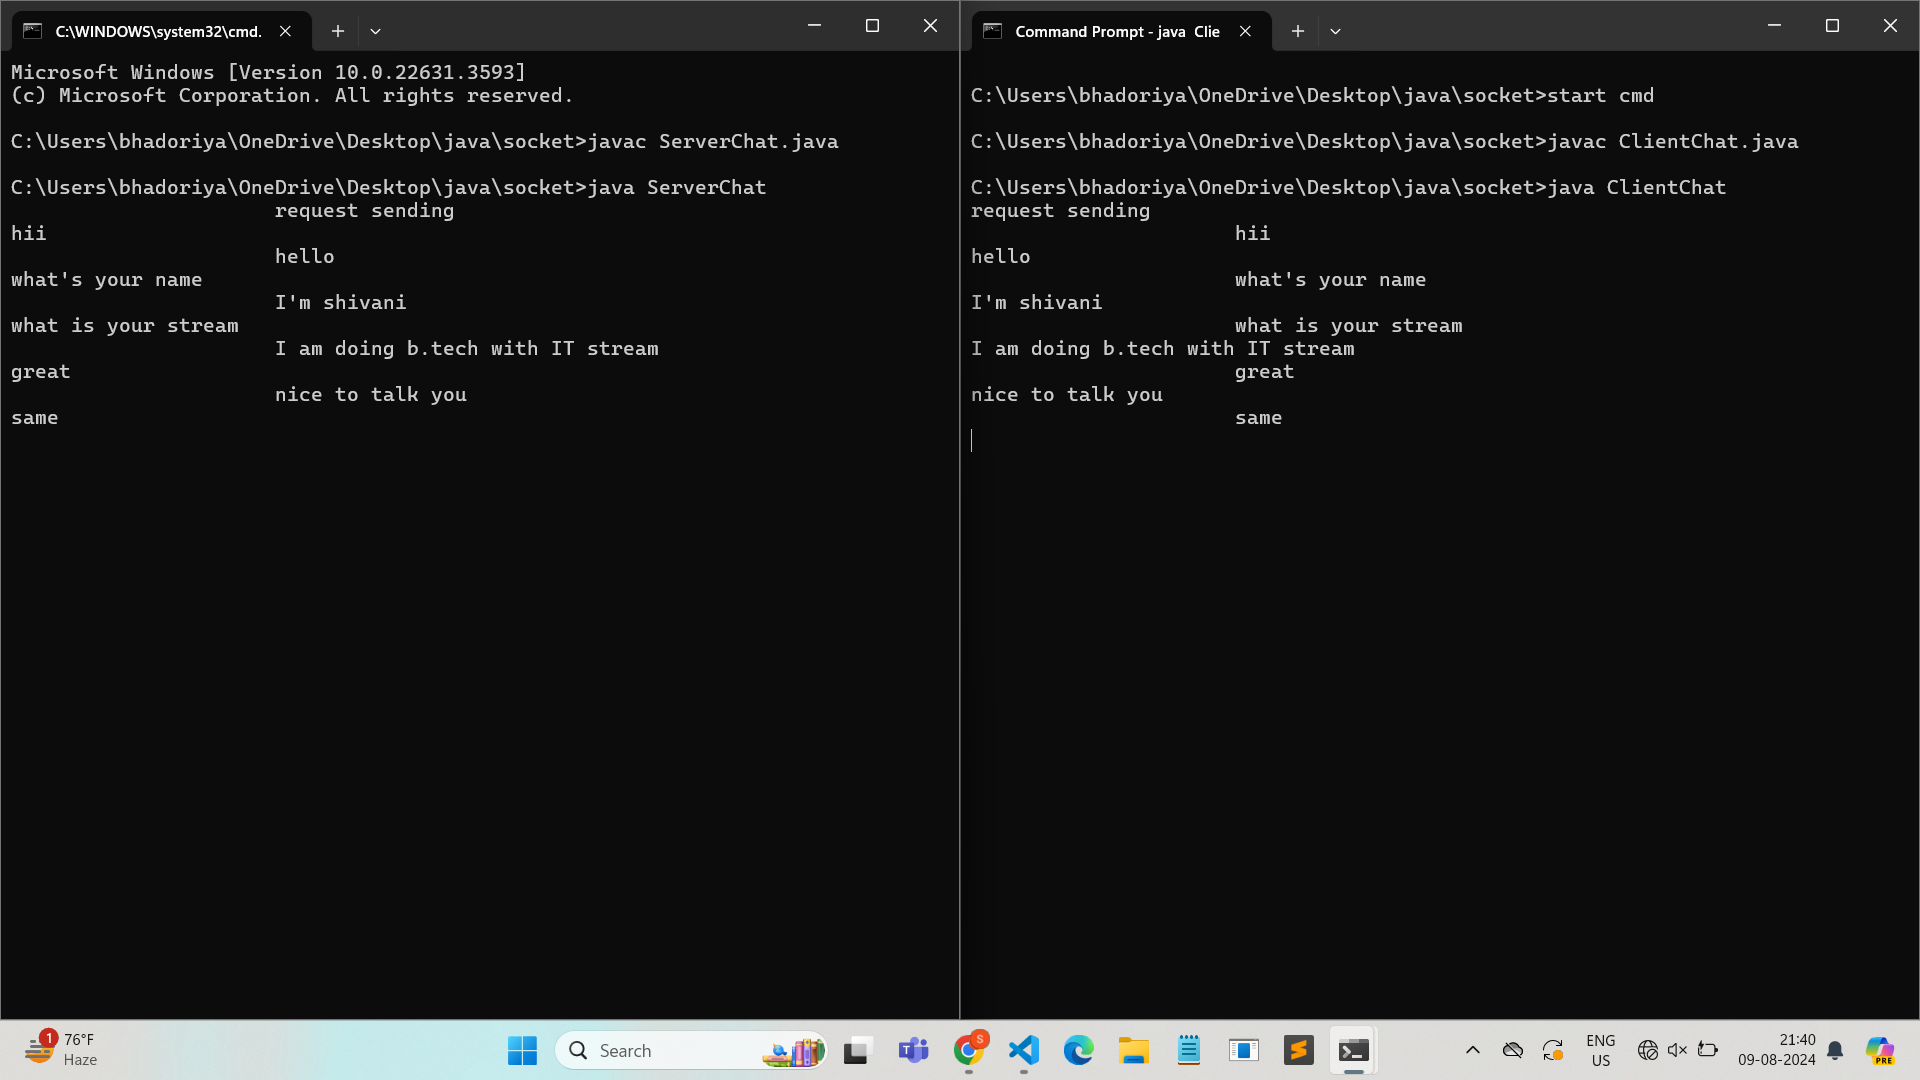 C:\WINDOWS\system32\cmd.
Microsoft Windows [Version 10.0.22631.3593]
(c) Microsoft Corporation. All rights reserved.
C:\Users\bhadoriya\OneDrive\Desktop\java\socket>javac ServerChat.java
C:\Users\bhadoriya\OneDrive\Desktop\java\socket>java ServerChat
request sending
hii
hello
what's your name
I'm shivani
what is your stream
I am doing b.tech with IT stream
great
nice to talk you
same
Command Prompt - java  Clie
C:\Users\bhadoriya\OneDrive\Desktop\java\socket>start cmd
C:\Users\bhadoriya\OneDrive\Desktop\java\socket>javac ClientChat.java
C:\Users\bhadoriya\OneDrive\Desktop\java\socket>java ClientChat
request sending
hii
hello
what's your name
I'm shivani
what is your stream
I am doing b.tech with IT stream
great
nice to talk you
same
1
76°F
Haze
Search
T
S
ENG
US
21:40
09-08-2024
PRE